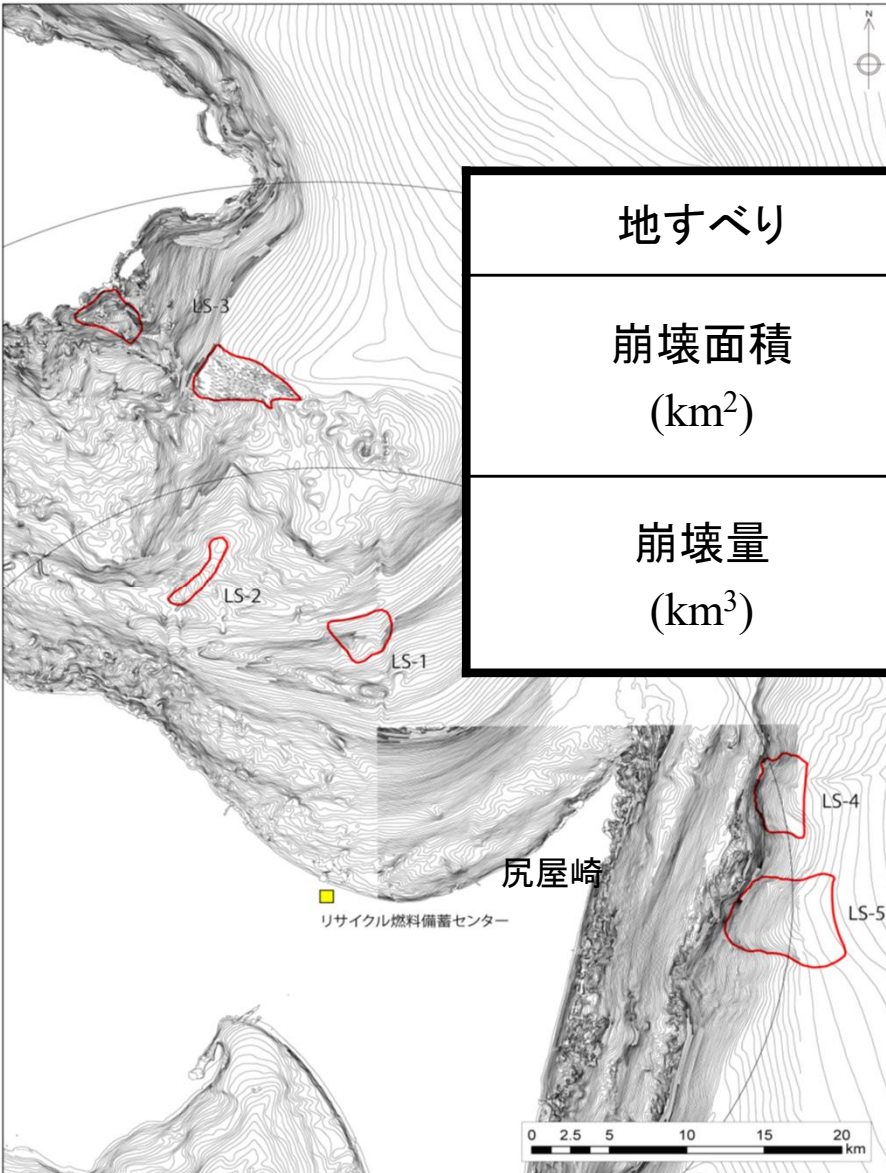 N
地すべり
崩壊面積
(km²)
崩壊量
(km³)
LS-3
LS-2
LS-1
LS-4
LS-5
尻屋崎
リサイクル燃料備蓄センター
0 2.5 5 10 15 20
km